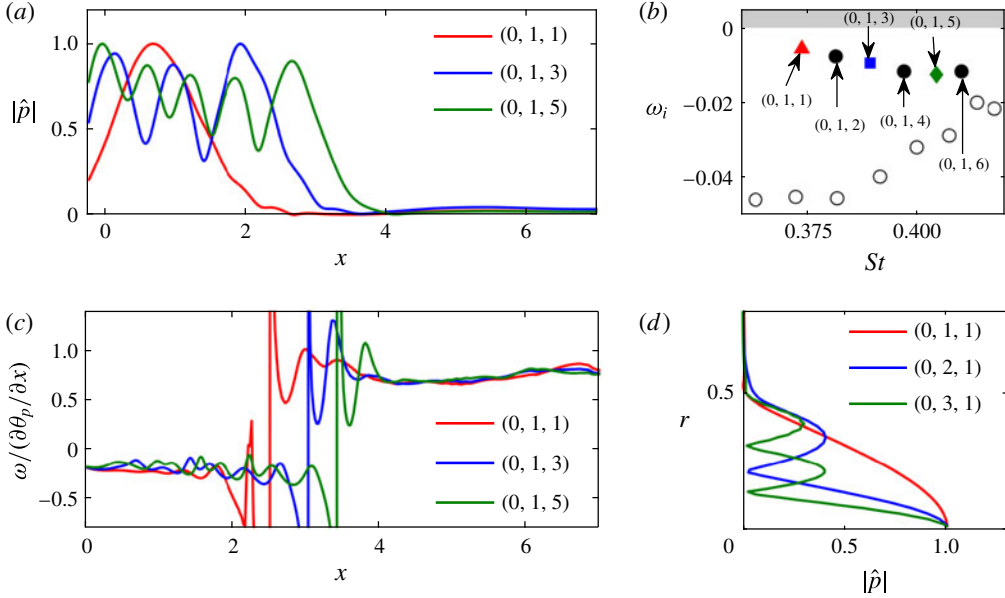 (a)
1.0
0.5
0
|p̂|
0
2
4
6
x
(0, 1, 1)
(0, 1, 3)
(0, 1, 5)
(b)
0
−0.02
−0.04
ω_i
0.375
0.400
St
(0, 1, 1)
(0, 1, 2)
(0, 1, 3)
(0, 1, 4)
(0, 1, 5)
(0, 1, 6)
(c)
1.0
0.5
0
−0.5
ω/(∂θ_p/∂x)
0
2
4
6
x
(0, 1, 1)
(0, 1, 3)
(0, 1, 5)
(d)
0.5
r
0
0.5
1.0
|p̂|
(0, 1, 1)
(0, 2, 1)
(0, 3, 1)